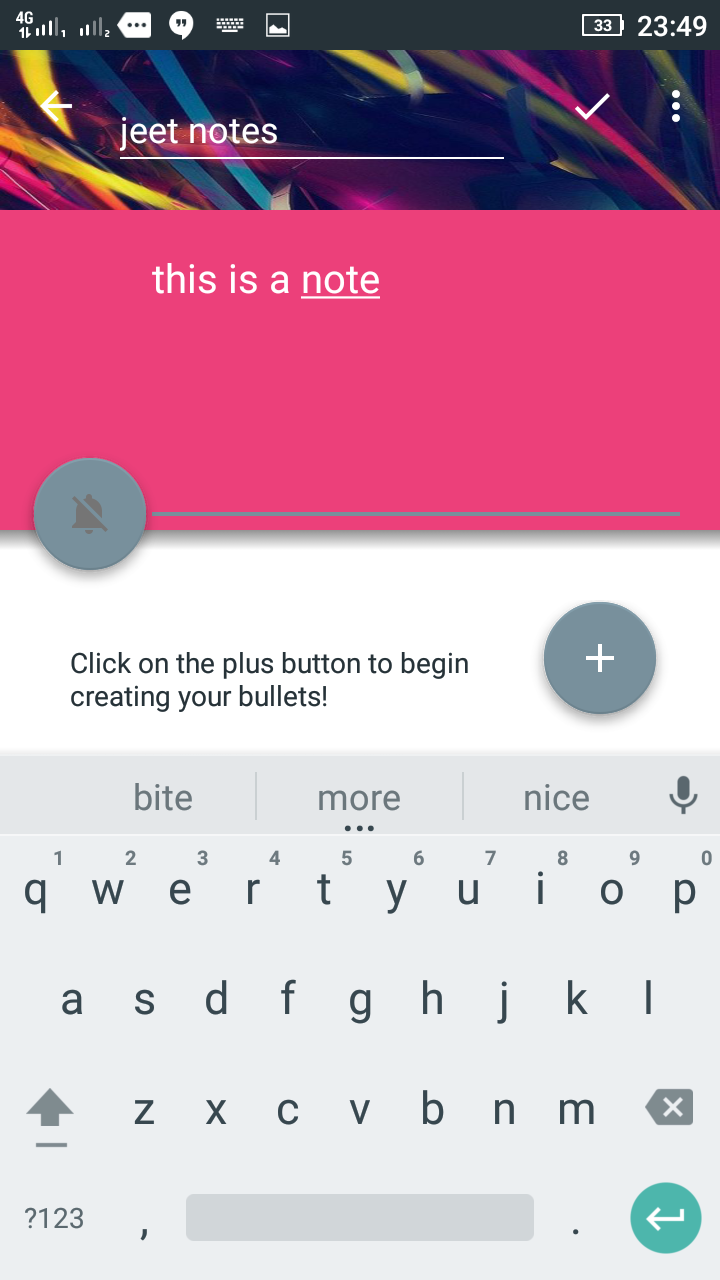 4G 1 2 33 23:49
jeet notes
this is a note
Click on the plus button to begin
creating your bullets!
bite more nice
1 2 3 4 5 6 7 8 9 0
q w e r t y u i o p
a s d f g h j k l
z x c v b n m
?123 , .